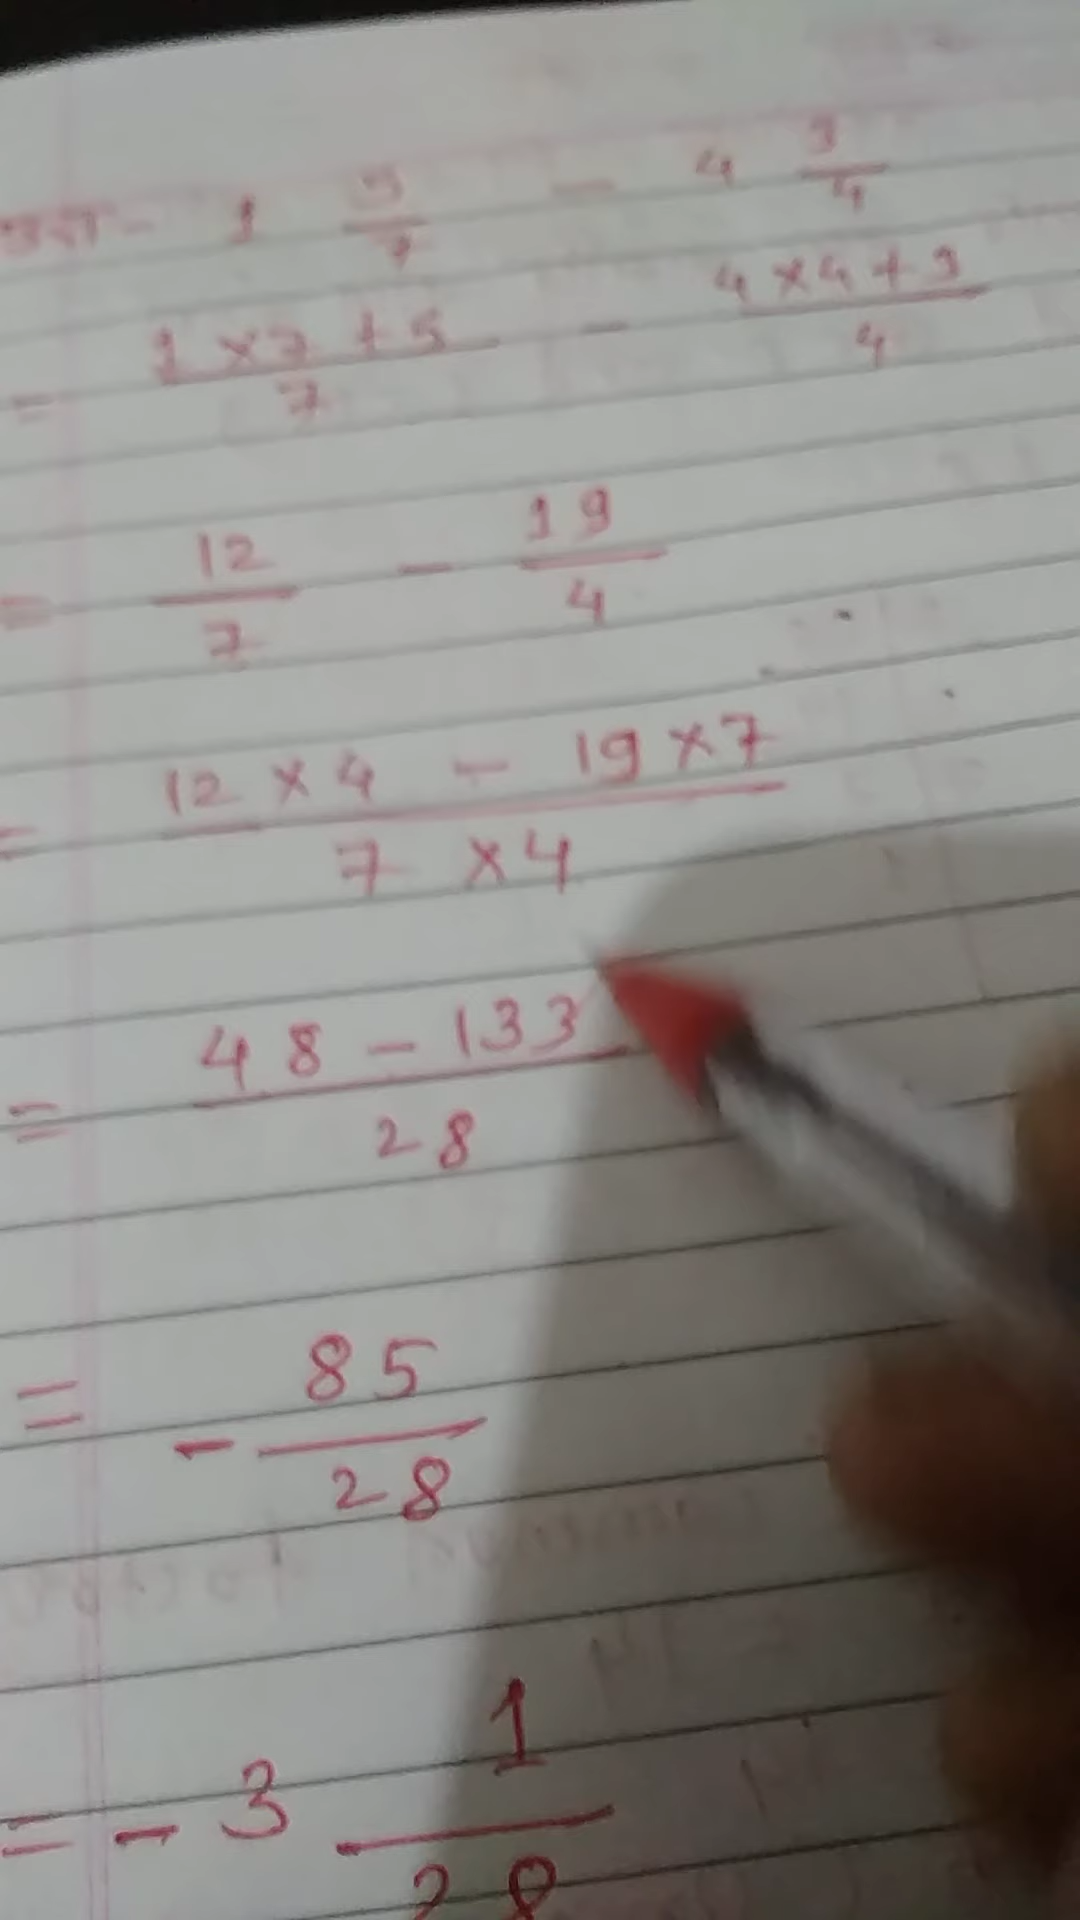 उत्तर- 1 5/7 - 4 3/4
= (1 × 7 + 5)/7 - (4 × 4 + 3)/4
= 12/7 - 19/4
= (12 × 4 - 19 × 7)/(7 × 4)
= (48 - 133)/28
= - 85/28
= - 3 1/28